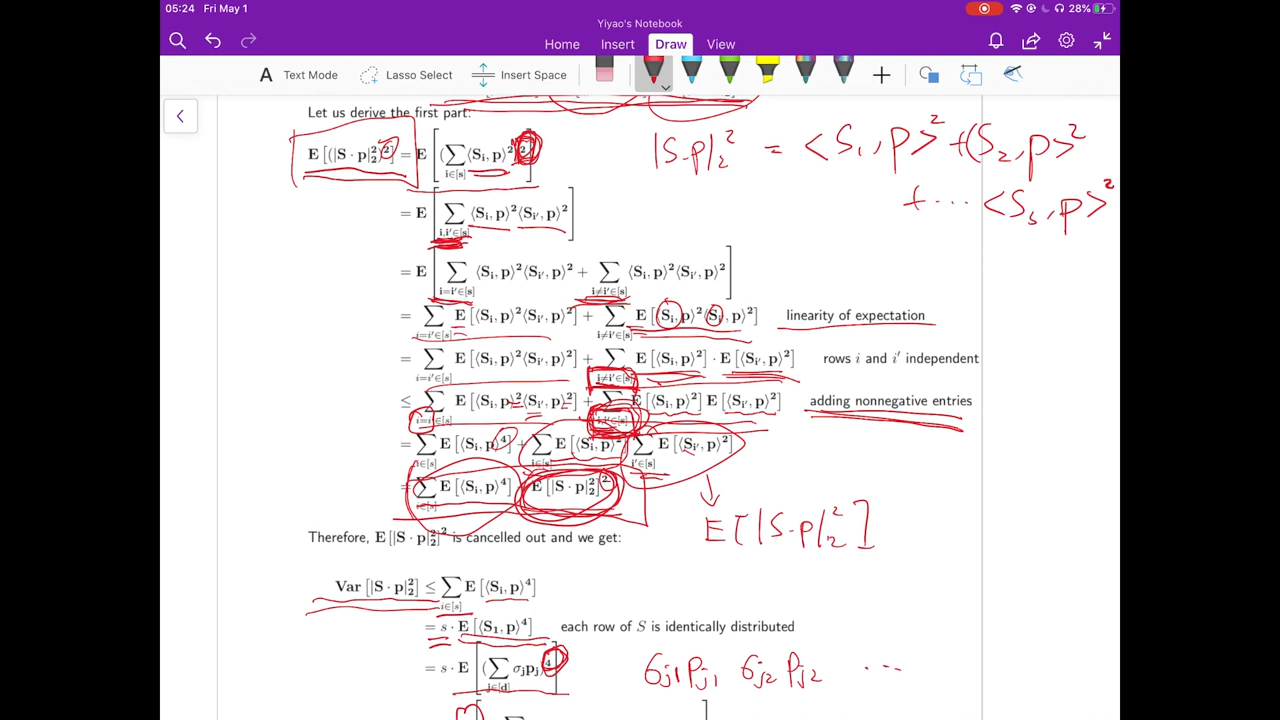 05:24 Fri May 1
28%
Yiyao's Notebook
Home Insert Draw View
A Text Mode Lasso Select Insert Space
Let us derive the first part:
E [(|S · p|₂²)²] = E [(∑_{i∈[s]} ⟨Sᵢ, p⟩²)²]
|S·p|₂² = <S₁, p>² + (S₂, p>²
+ ··· <Sₛ, p>²
= E [∑_{i,i′∈[s]} ⟨Sᵢ, p⟩²⟨Sᵢ′, p⟩²]
= E [∑_{i=i′∈[s]} ⟨Sᵢ, p⟩²⟨Sᵢ′, p⟩² + ∑_{i≠i′∈[s]} ⟨Sᵢ, p⟩²⟨Sᵢ′, p⟩²]
= ∑_{i=i′∈[s]} E [⟨Sᵢ, p⟩²⟨Sᵢ′, p⟩²] + ∑_{i≠i′∈[s]} E [⟨Sᵢ, p⟩²⟨Sᵢ′, p⟩²] linearity of expectation
= ∑_{i=i′∈[s]} E [⟨Sᵢ, p⟩²⟨Sᵢ′, p⟩²] + ∑_{i≠i′∈[s]} E [⟨Sᵢ, p⟩²] · E [⟨Sᵢ′, p⟩²] rows i and i′ independent
≤ ∑_{i=i′∈[s]} E [⟨Sᵢ, p⟩²⟨Sᵢ′, p⟩²] + ∑_{i,i′∈[s]} E [⟨Sᵢ, p⟩²] E [⟨Sᵢ′, p⟩²] adding nonnegative entries
= ∑_{i∈[s]} E [⟨Sᵢ, p⟩⁴] + ∑_{i∈[s]} E [⟨Sᵢ, p⟩²] ∑_{i′∈[s]} E [⟨Sᵢ′, p⟩²]
= ∑_{i∈[s]} E [⟨Sᵢ, p⟩⁴] E [|S · p|₂²]²
E[|S·p|₂²]
Therefore, E [|S · p|₂²]² is cancelled out and we get:
Var [|S · p|₂²] ≤ ∑_{i∈[s]} E [⟨Sᵢ, p⟩⁴]
= s · E [⟨S₁, p⟩⁴] each row of S is identically distributed
= s · E [(∑_{j∈[d]} σⱼpⱼ)⁴]
σj₁ pj₁ σj₂ pj₂ ···